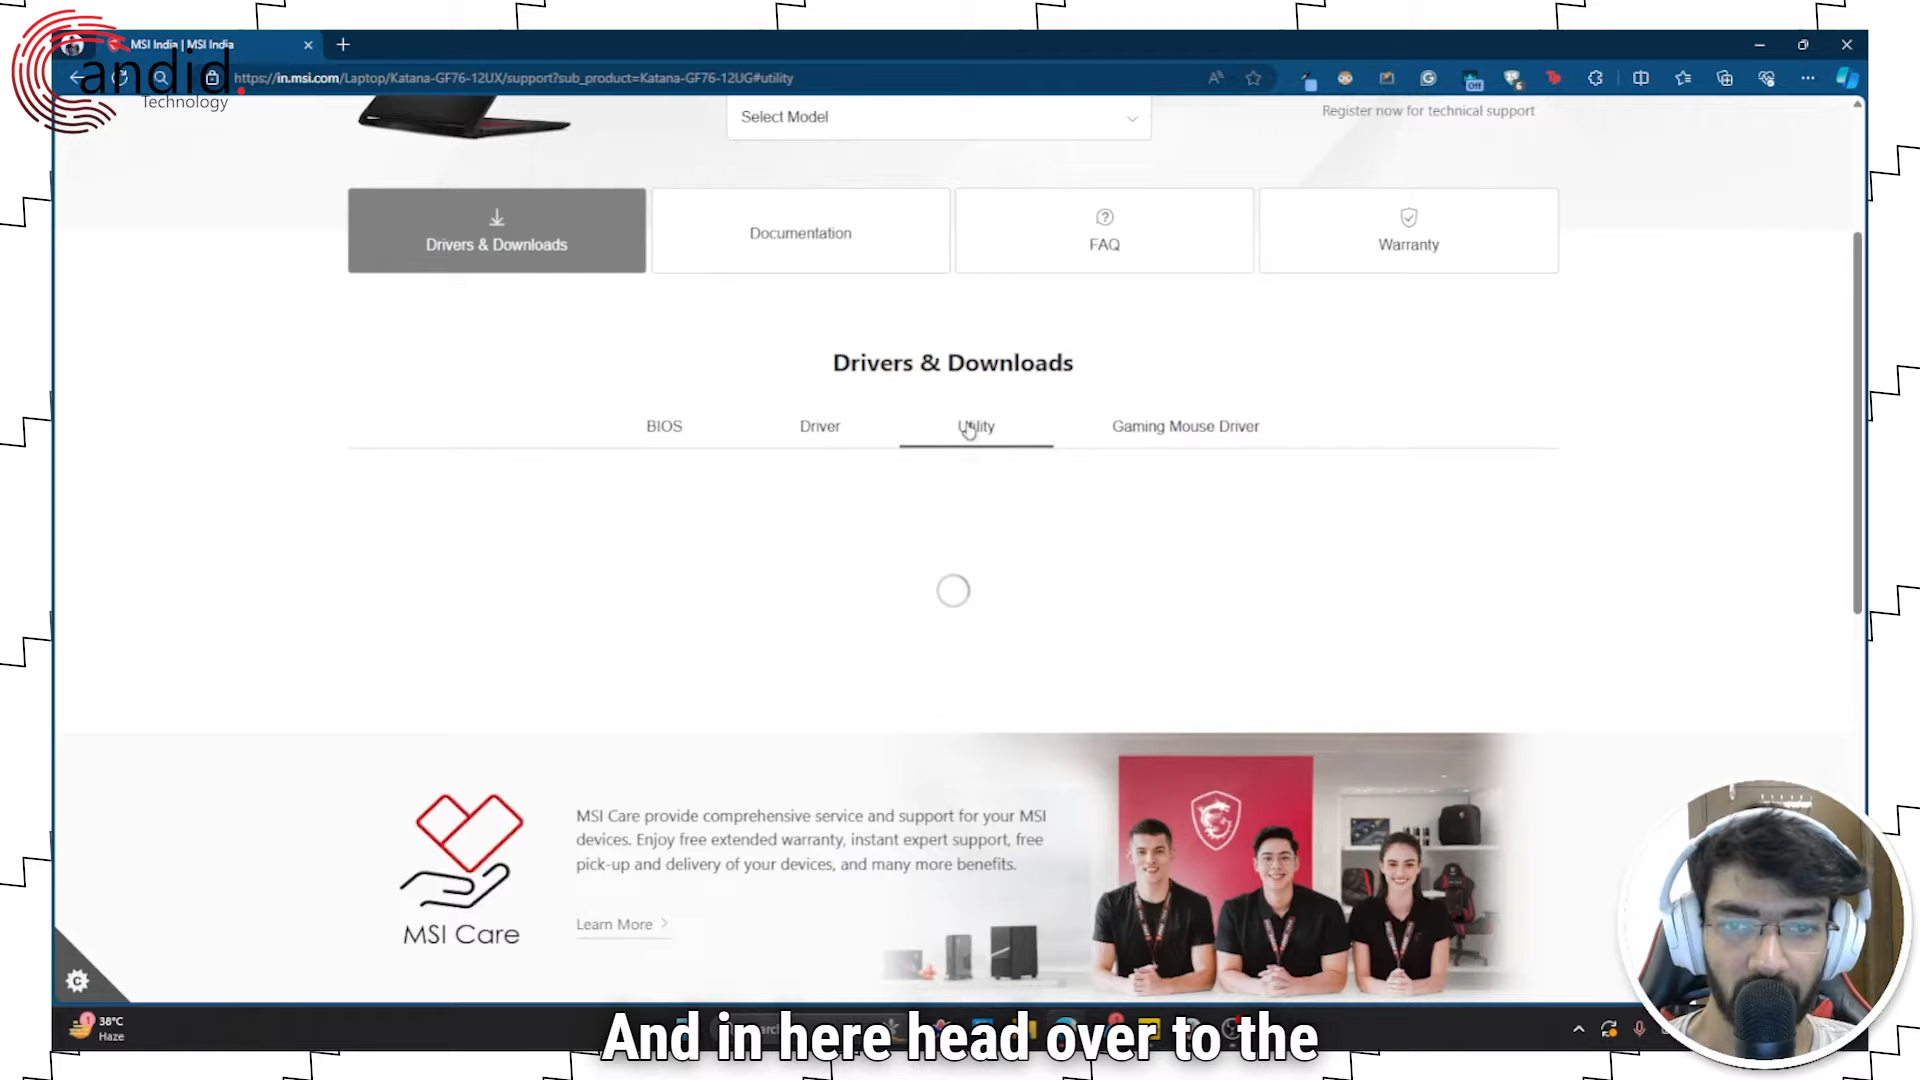 MSI India | MSI India
andid.
Technology
https://in.msi.com/Laptop/Katana-GF76-12UX/support?sub_product=Katana-GF76-12UG#utility
Select Model
Register now for technical support
Drivers & Downloads
Documentation
FAQ
Warranty
Drivers & Downloads
BIOS
Driver
Utility
Gaming Mouse Driver
MSI Care provide comprehensive service and support for your MSI
devices. Enjoy free extended warranty, instant expert support, free
pick-up and delivery of your devices, and many more benefits.
Learn More
MSI Care
38°C
Haze
And in here head over to the